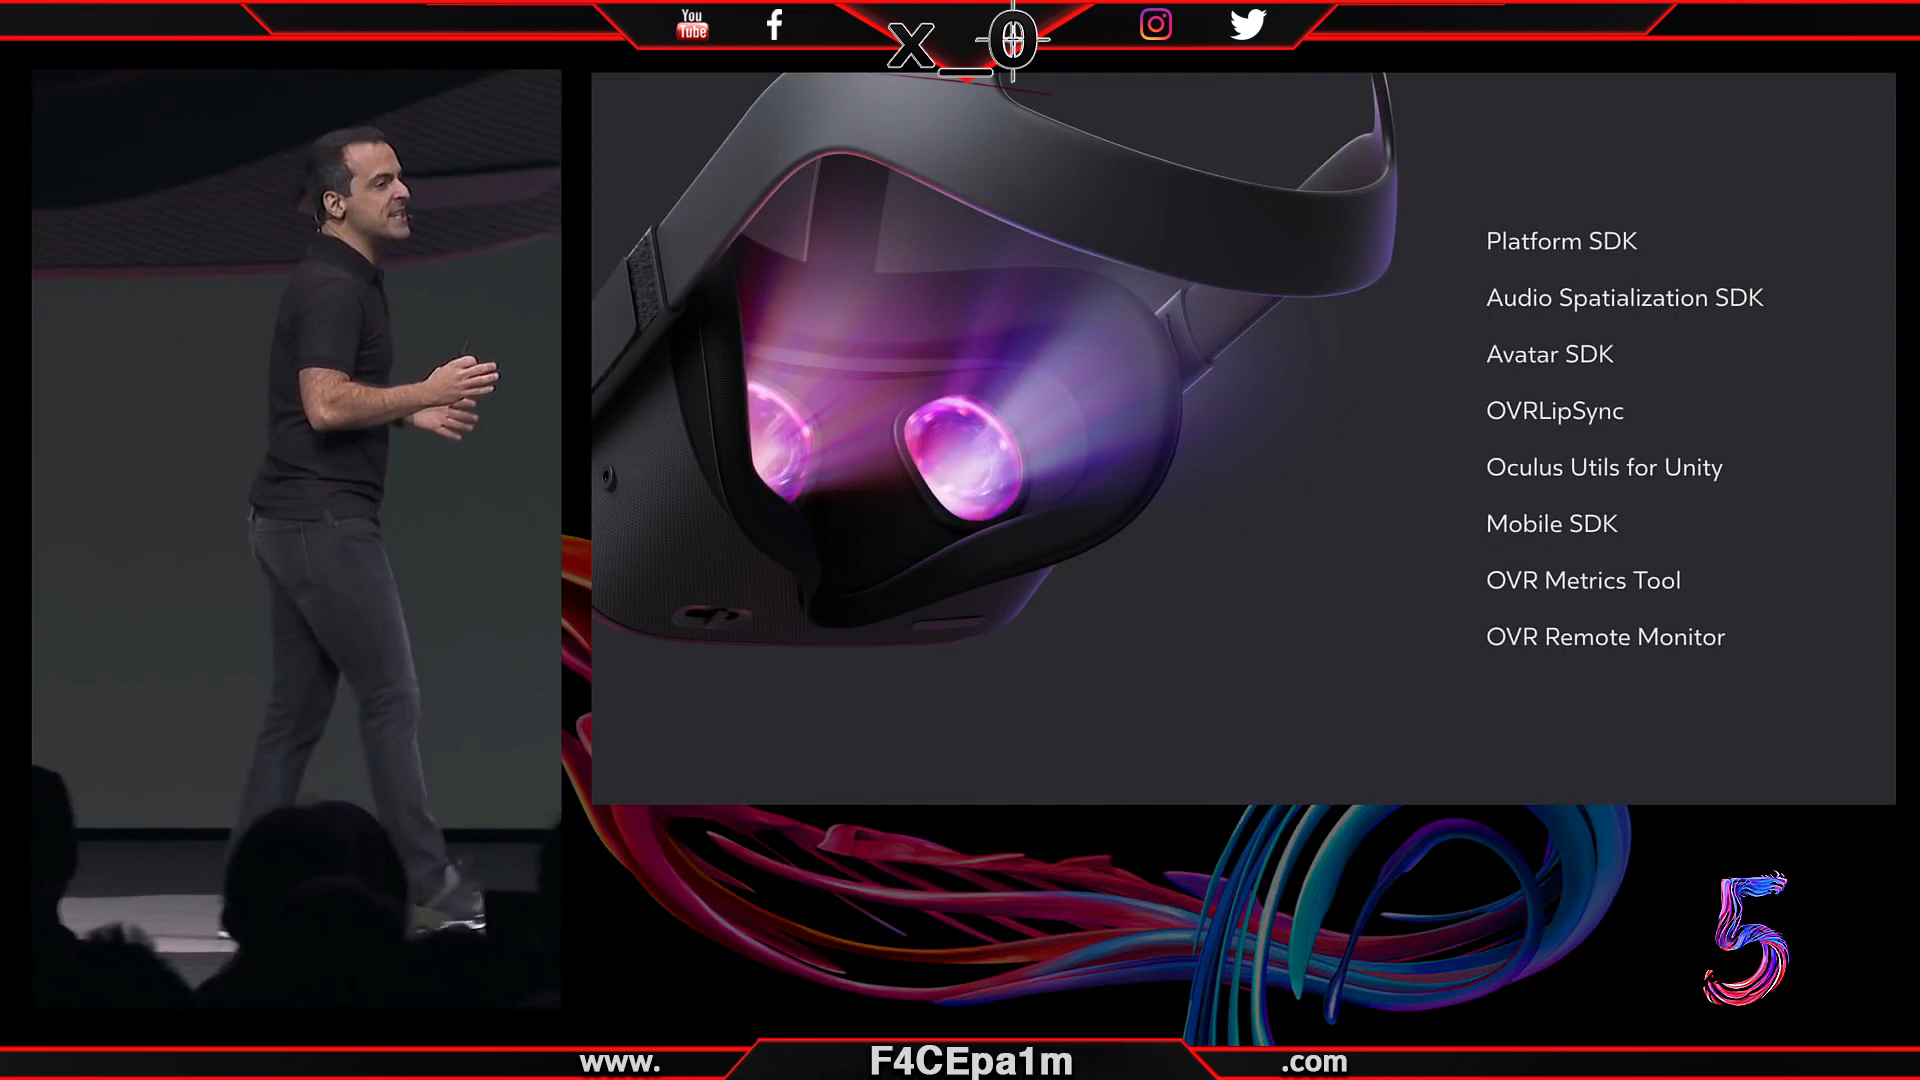 You
Tube
x_0
Platform SDK
Audio Spatialization SDK
Avatar SDK
OVRLipSync
Oculus Utils for Unity
Mobile SDK
OVR Metrics Tool
OVR Remote Monitor
5
www. F4CEpa1m .com